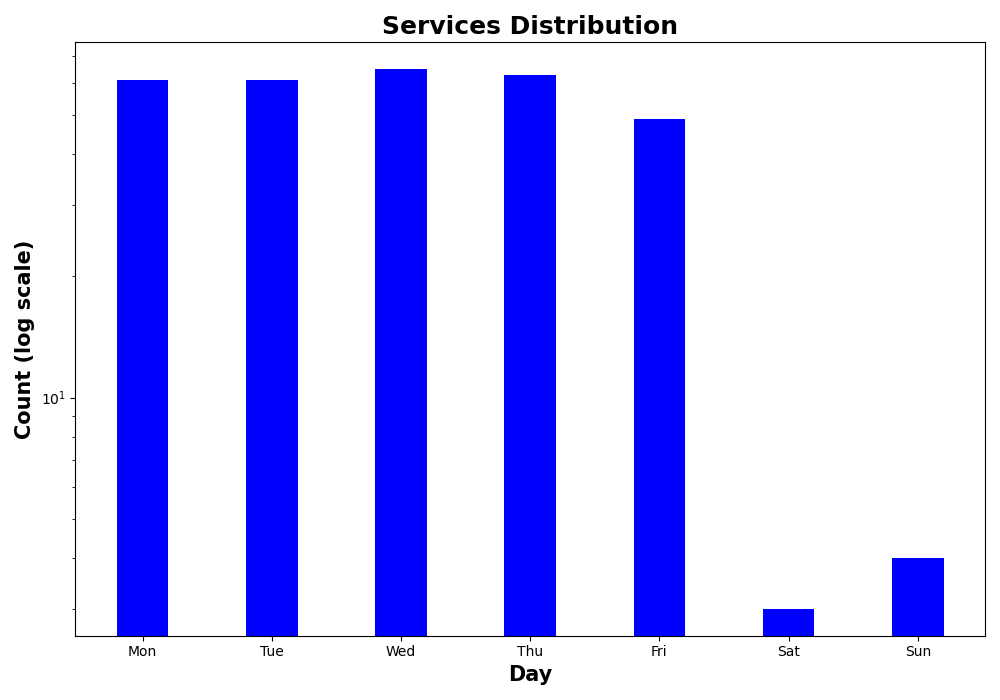 Services Distribution
Count (log scale)
10¹
Mon Tue Wed Thu Fri Sat Sun
Day